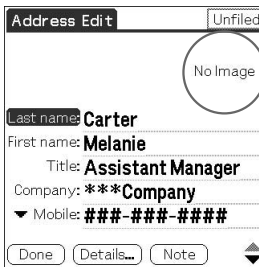 Address Edit Unfiled
No Image
Last name: Carter
First name: Melanie
Title: Assistant Manager
Company: ***Company
Mobile: ###-###-####
Done Details... Note